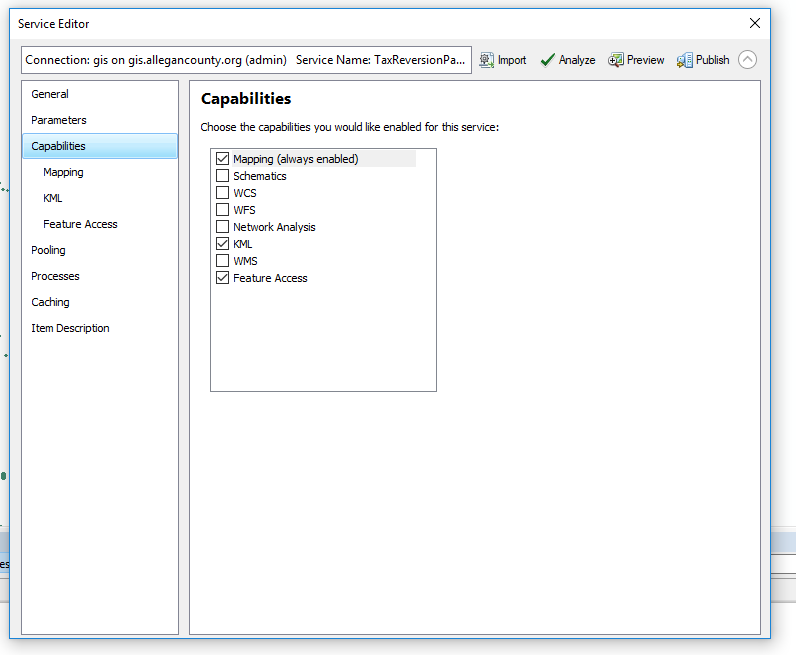 Service Editor
Connection: gis on gis.allegancounty.org (admin) Service Name: TaxReversionPa... Import Analyze Preview Publish
General
Parameters
Capabilities
Mapping
KML
Feature Access
Pooling
Processes
Caching
Item Description
Capabilities
Choose the capabilities you would like enabled for this service:
Mapping (always enabled)
Schematics
WCS
WFS
Network Analysis
KML
WMS
Feature Access
es